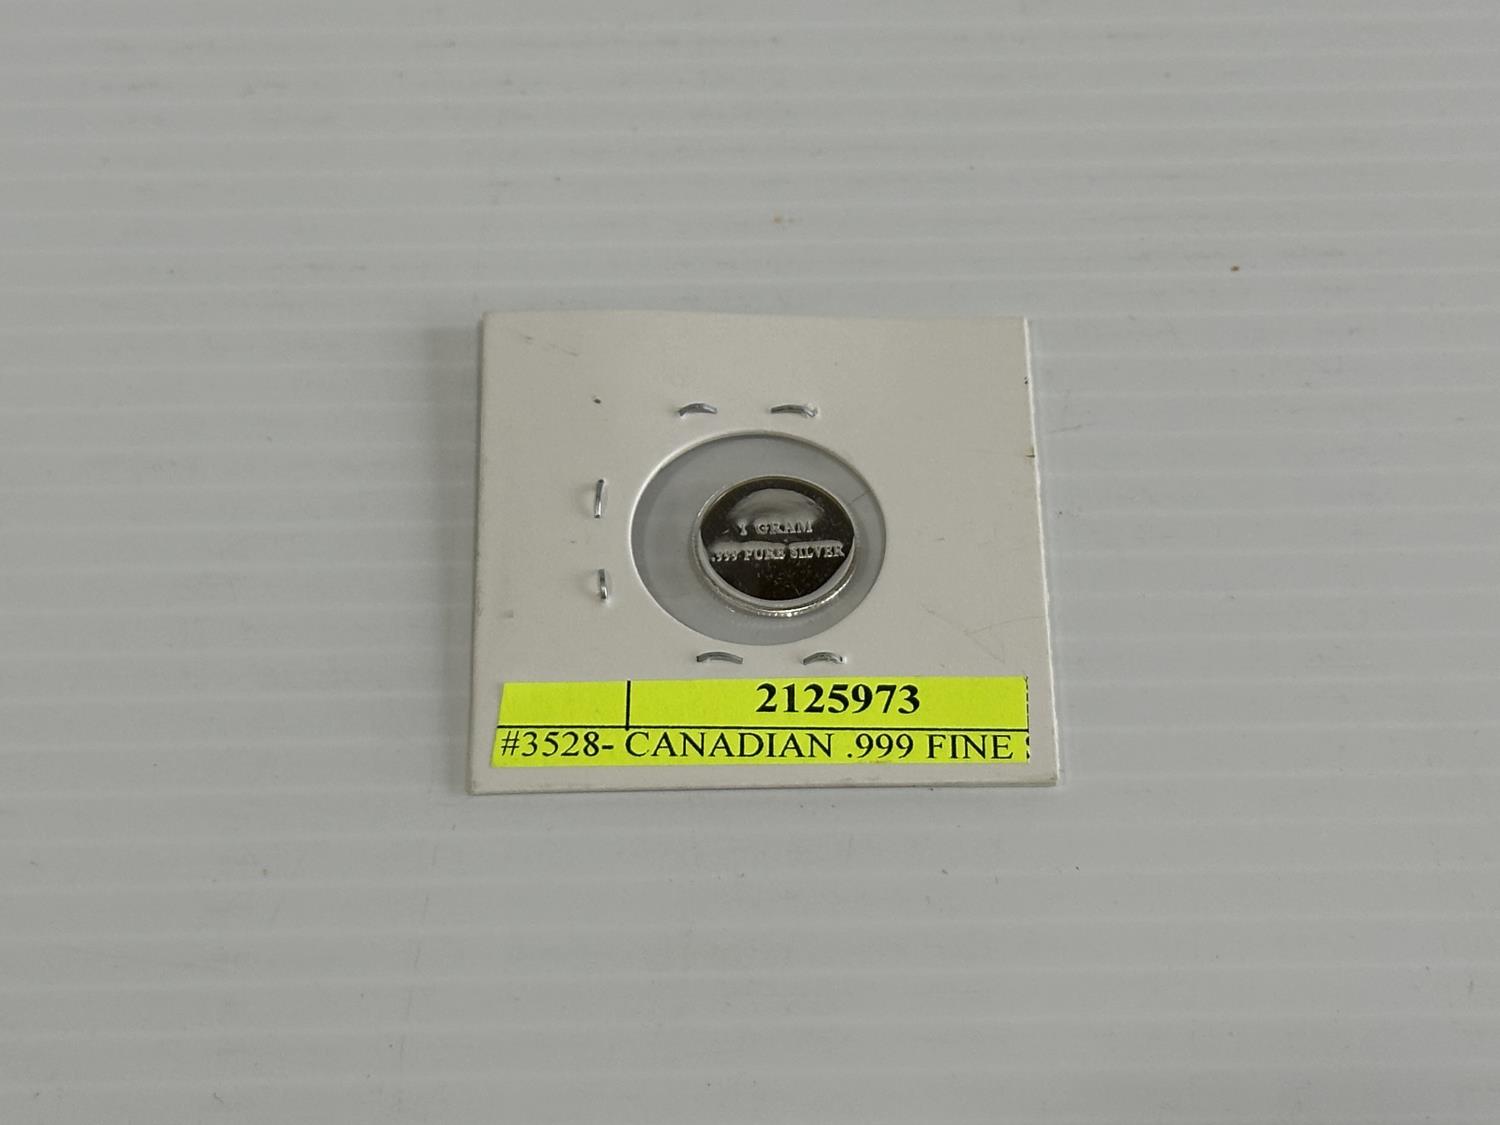 1 GRAM
.999 PURE SILVER
2125973
#3528- CANADIAN .999 FINE